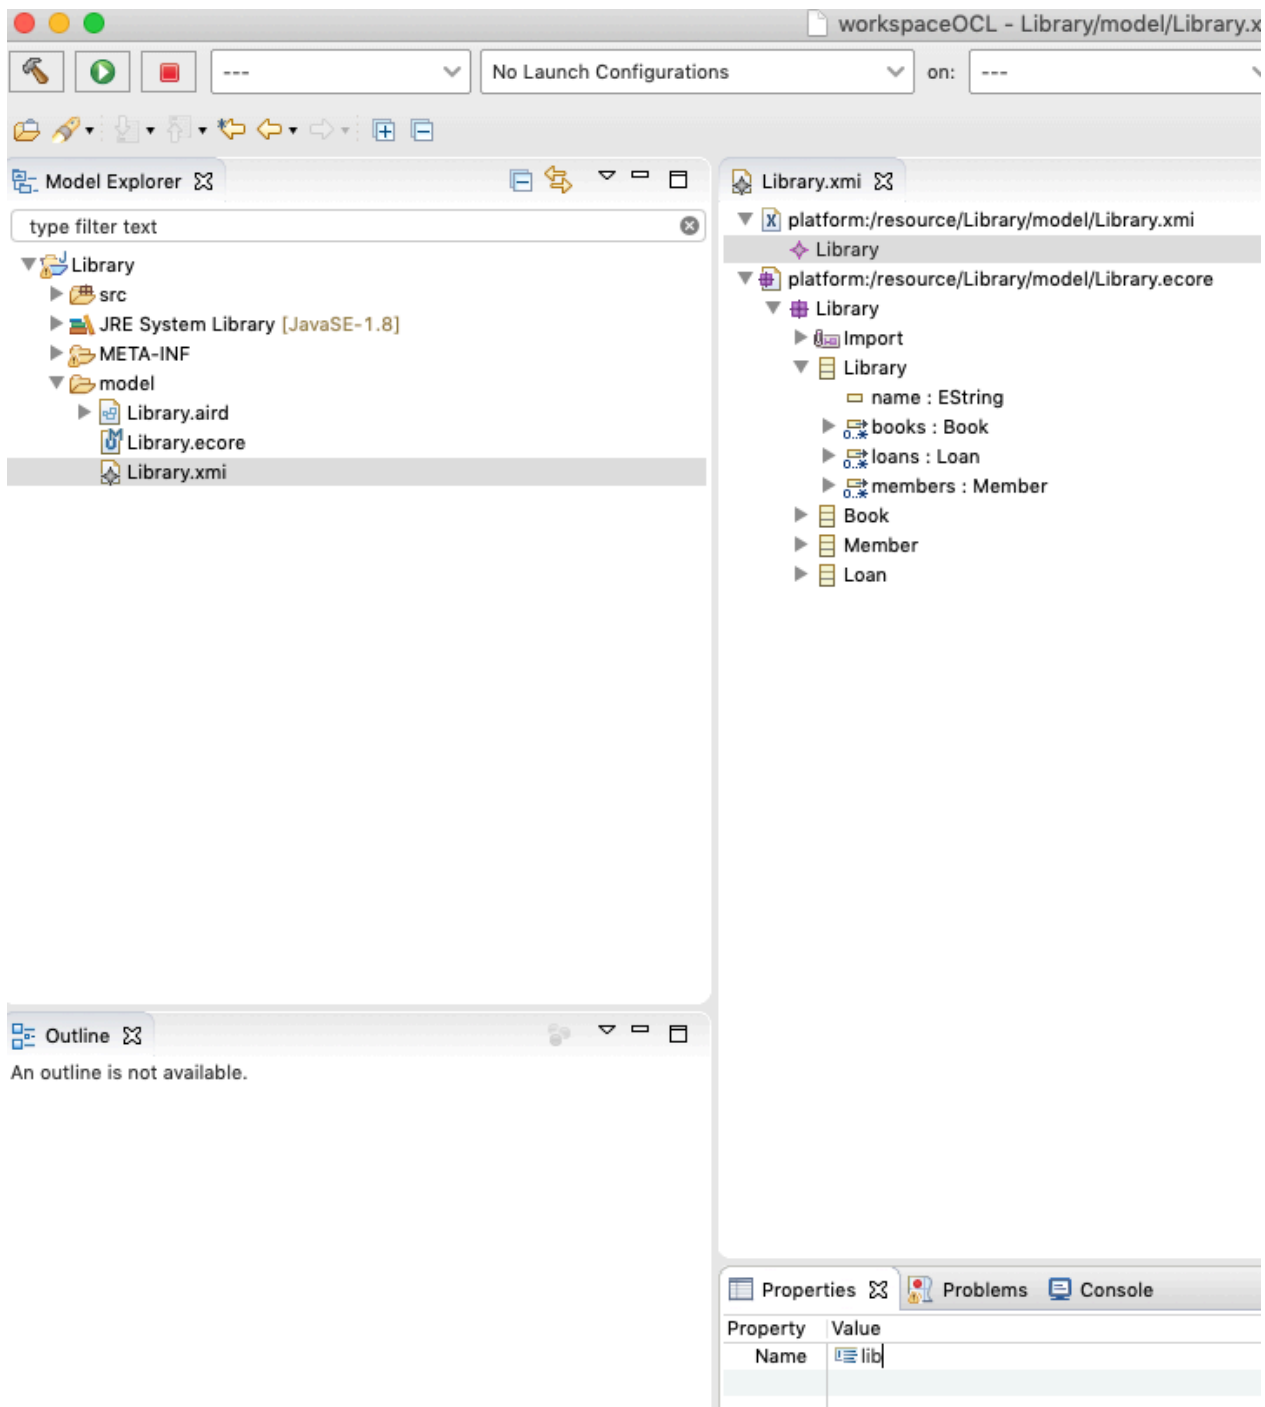 workspaceOCL - Library/model/Library.x
---
No Launch Configurations
on:
---
Model Explorer
type filter text
Library
src
JRE System Library [JavaSE-1.8]
META-INF
model
Library.aird
Library.ecore
Library.xmi
Outline
An outline is not available.
Library.xmi
platform:/resource/Library/model/Library.xmi
Library
platform:/resource/Library/model/Library.ecore
Library
Import
Library
name : EString
0..* books : Book
0..* loans : Loan
0..* members : Member
Book
Member
Loan
Properties
Problems
Console
Property Value
Name lib